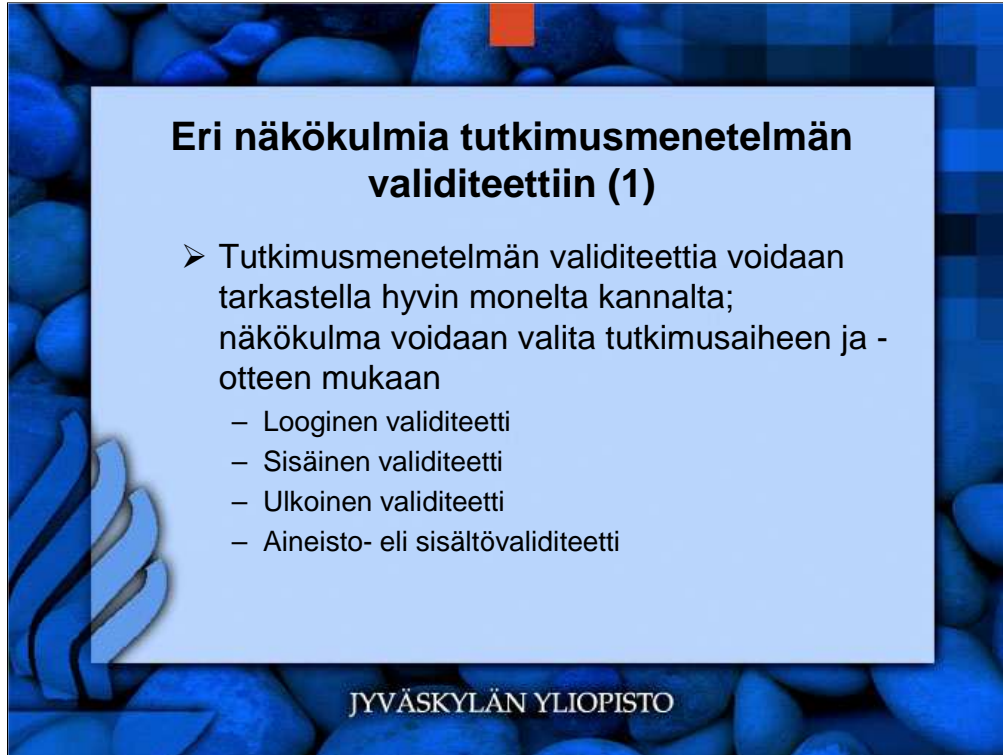 Eri näkökulmia tutkimusmenetelmän
validiteettiin (1)
➢ Tutkimusmenetelmän validiteettia voidaan
tarkastella hyvin monelta kannalta;
näkökulma voidaan valita tutkimusaiheen ja -
otteen mukaan
– Looginen validiteetti
– Sisäinen validiteetti
– Ulkoinen validiteetti
– Aineisto- eli sisältövaliditeetti
JYVÄSKYLÄN YLIOPISTO